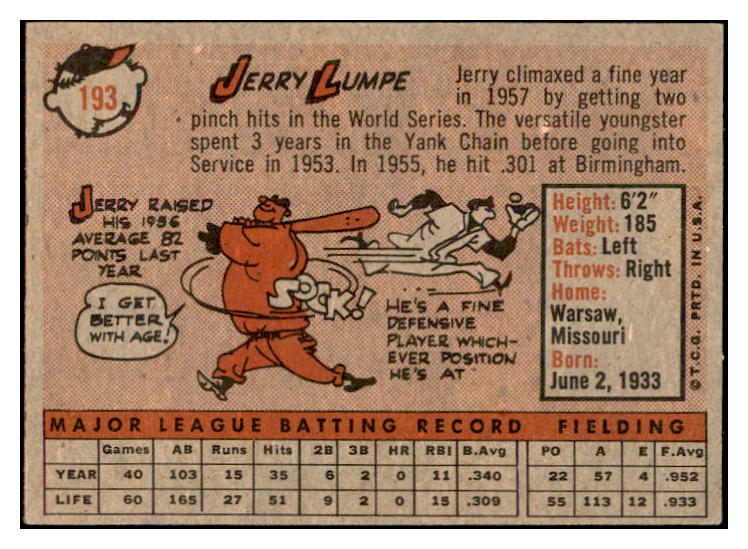 193
JERRY LUMPE
Jerry climaxed a fine year
in 1957 by getting two
pinch hits in the World Series. The versatile youngster
spent 3 years in the Yank Chain before going into
Service in 1953. In 1955, he hit .301 at Birmingham.
JERRY RAISED
HIS 1956
AVERAGE 82
POINTS LAST
YEAR
I GET
BETTER
WITH AGE!
SOCK!
HE'S A FINE
DEFENSIVE
PLAYER WHICH-
EVER POSITION
HE'S AT
Height: 6'2"
Weight: 185
Bats: Left
Throws: Right
Home:
Warsaw,
Missouri
Born:
June 2, 1933
© T.C.G. PRTD. IN U.S.A.
MAJOR LEAGUE BATTING RECORD FIELDING
Games AB Runs Hits 2B 3B HR RBI B.Avg PO A E F.Avg
YEAR 40 103 15 35 6 2 0 11 .340 22 57 4 .952
LIFE 60 165 27 51 9 2 0 15 .309 55 113 12 .933